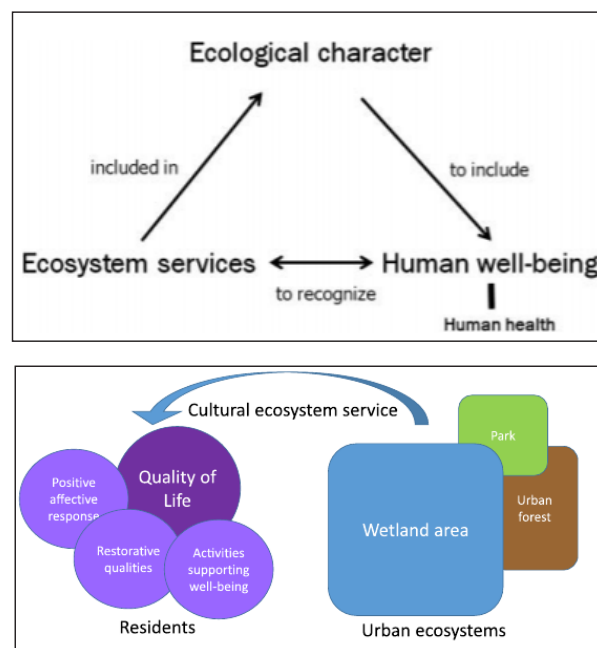 Ecological character
included in
to include
Ecosystem services
Human well-being
to recognize
Human health
Cultural ecosystem service
Positive
affective
response
Quality of
Life
Restorative
qualities
Activities
supporting
well-being
Residents
Park
Urban
forest
Wetland area
Urban ecosystems